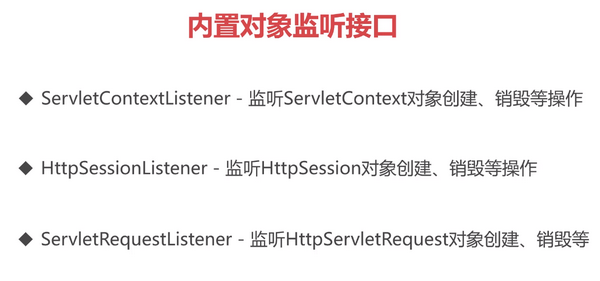 内置对象监听接口
◆ ServletContextListener - 监听ServletContext对象创建、销毁等操作
◆ HttpSessionListener - 监听HttpSession对象创建、销毁等操作
◆ ServletRequestListener - 监听HttpServletRequest对象创建、销毁等